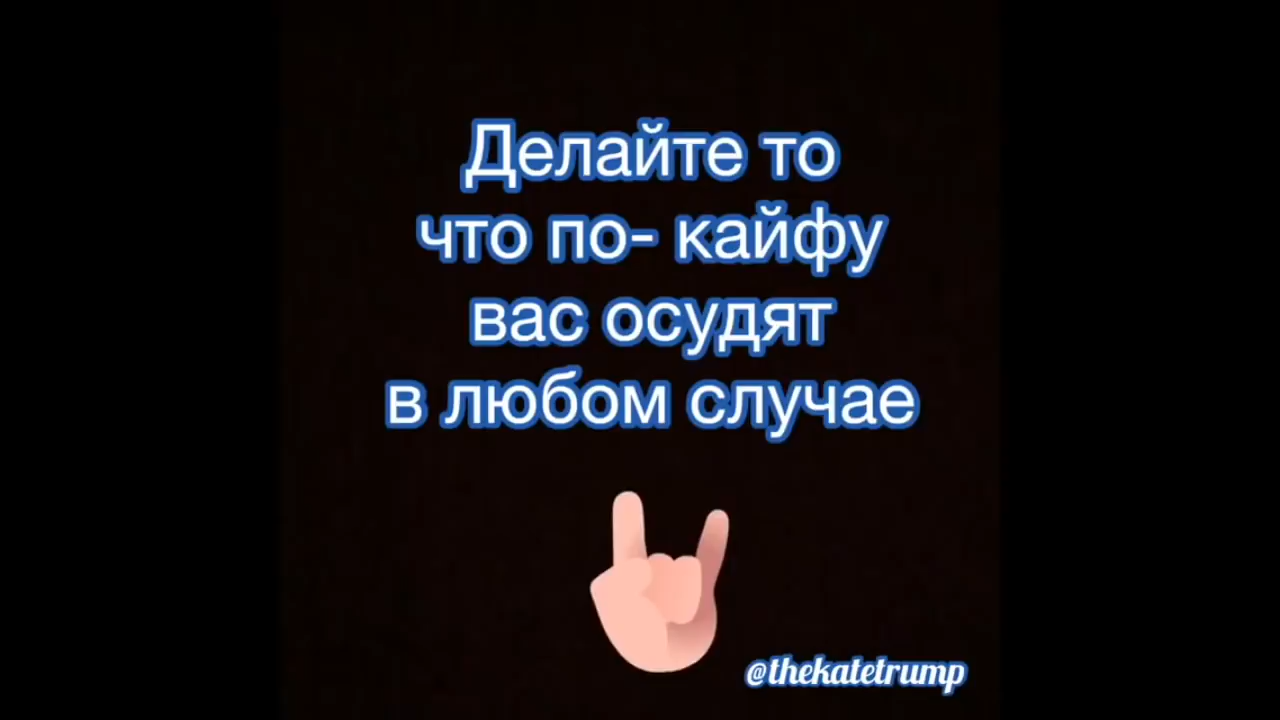 Делайте то
что по- кайфу
вас осудят
в любом случае
@thekatetrump